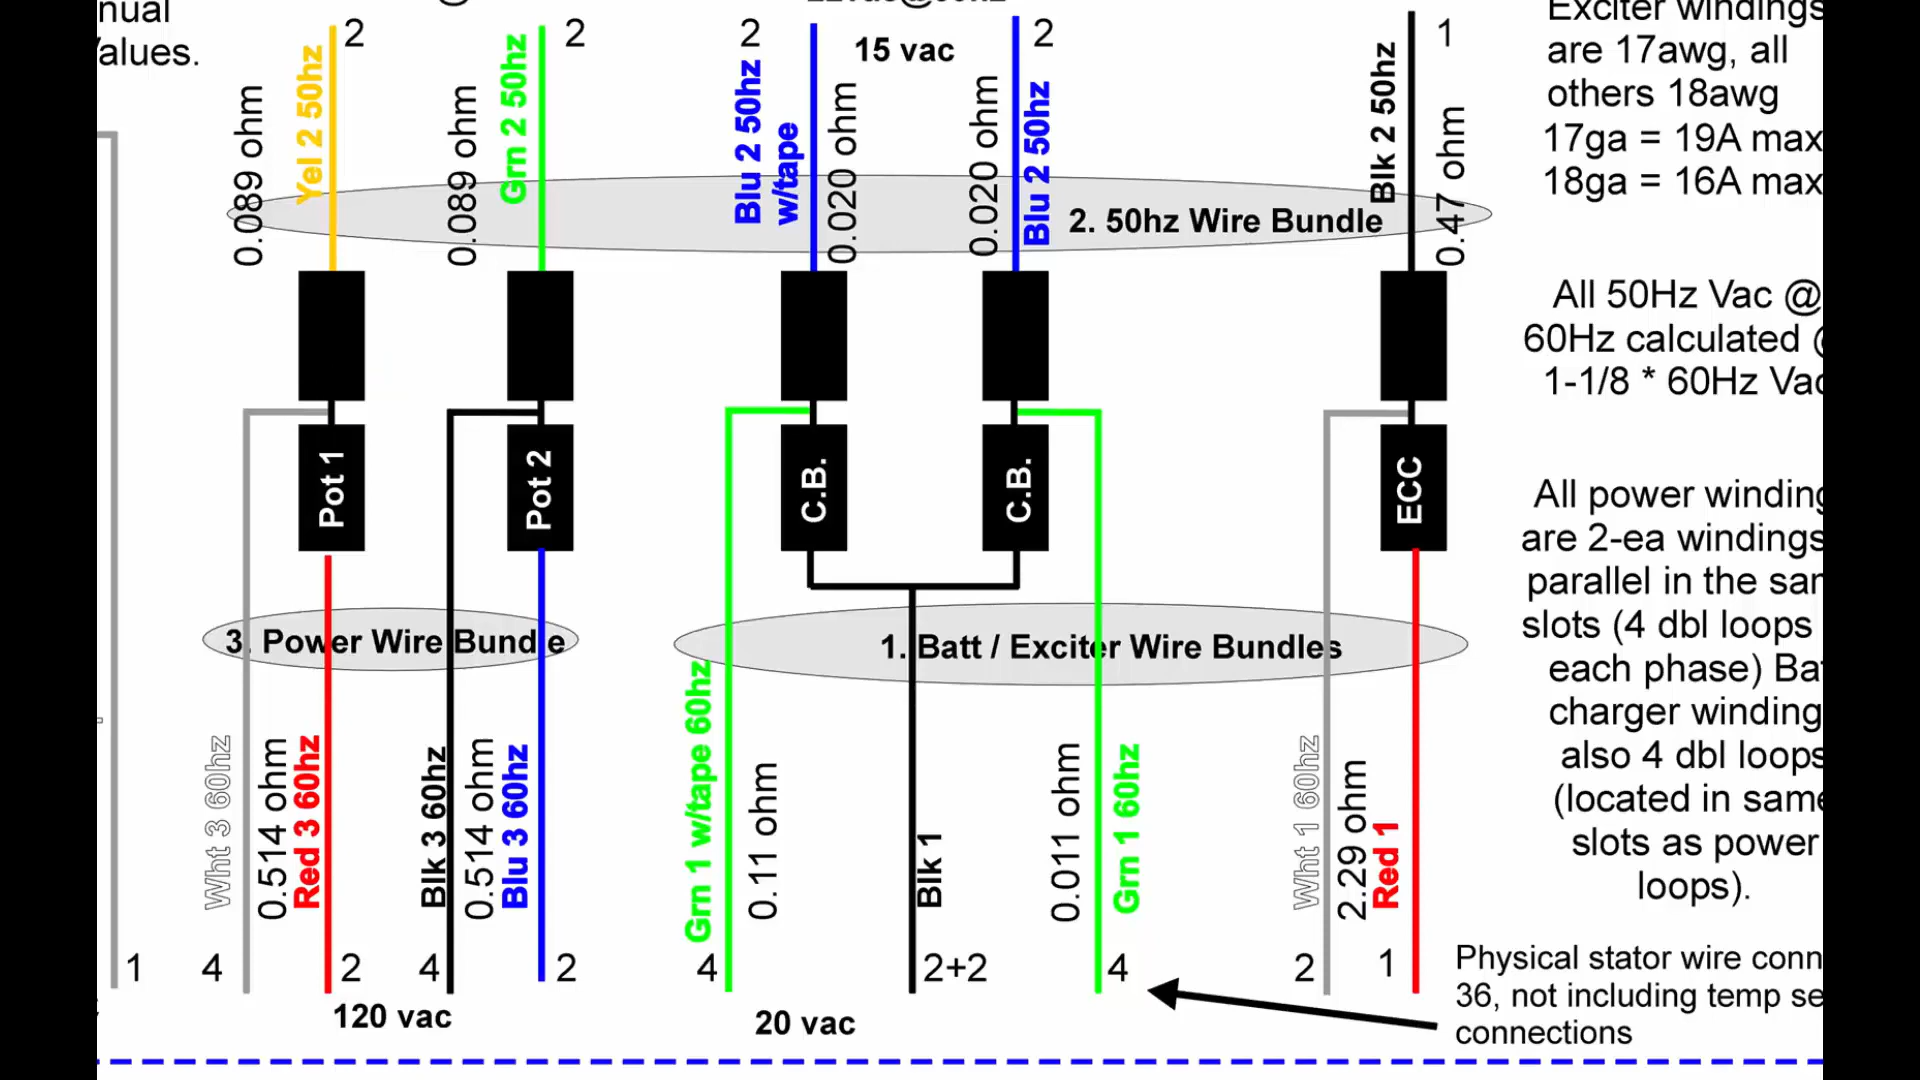 nual
alues.
2
2
2
15 vac
2
1
Yel 2 50hz
0.089 ohm
Grn 2 50hz
0.089 ohm
Blu 2 50hz
w/tape
0.020 ohm
0.020 ohm
Blu 2 50hz
Blk 2 50hz
0.47 ohm
2. 50hz Wire Bundle
Exciter windings
are 17awg, all
others 18awg
17ga = 19A max
18ga = 16A max
All 50Hz Vac @
60Hz calculated @
1-1/8 * 60Hz Vac
Pot 1
Pot 2
C.B.
C.B.
ECC
All power winding
are 2-ea windings
parallel in the sam
slots (4 dbl loops
each phase) Bat
charger winding
also 4 dbl loops
(located in same
slots as power
loops).
3. Power Wire Bundle
1. Batt / Exciter Wire Bundles
Wht 3 60hz
0.514 ohm
Red 3 60hz
Blk 3 60hz
0.514 ohm
Blu 3 60hz
Grn 1 w/tape 60hz
0.11 ohm
Blk 1
0.011 ohm
Grn 1 60hz
Wht 1 60hz
2.29 ohm
Red 1
1
4
2
4
2
4
2+2
4
2
1
120 vac
20 vac
Physical stator wire conn
36, not including temp se
connections